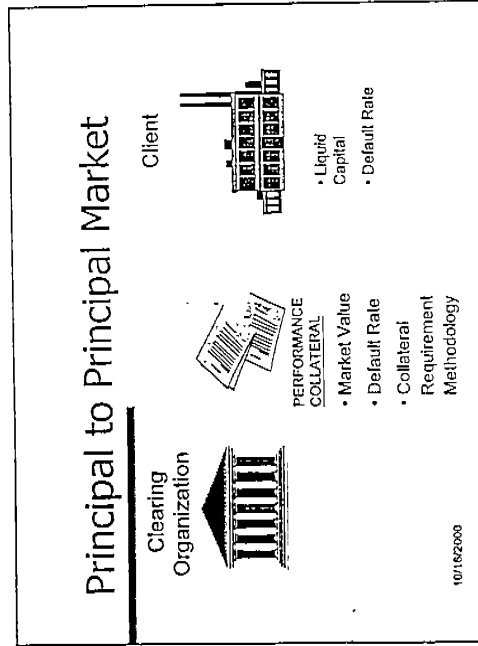 Principal to Principal Market
Clearing
Organization
PERFORMANCE
COLLATERAL
• Market Value
• Default Rate
• Collateral
Requirement
Methodology
Client
• Liquid
Capital
• Default Rate
10/16/2000